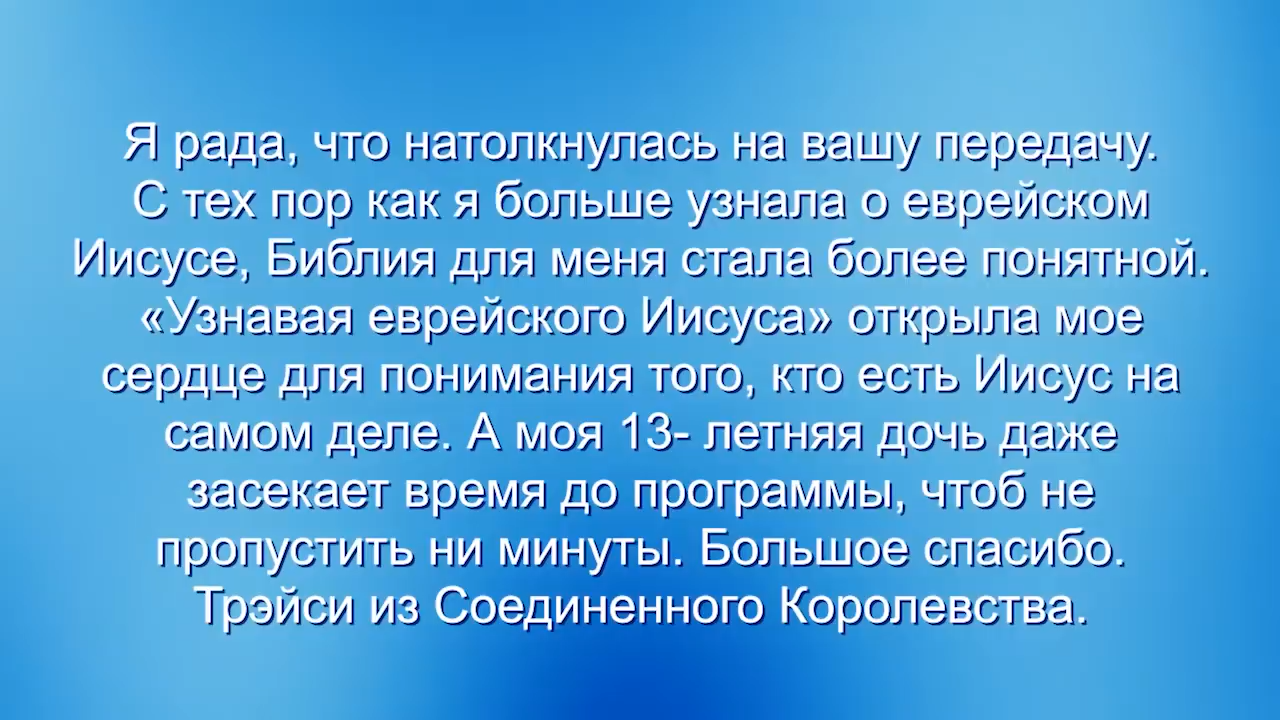 Я рада, что натолкнулась на вашу передачу.
С тех пор как я больше узнала о еврейском
Иисусе, Библия для меня стала более понятной.
«Узнавая еврейского Иисуса» открыла мое
сердце для понимания того, кто есть Иисус на
самом деле. А моя 13- летняя дочь даже
засекает время до программы, чтоб не
пропустить ни минуты. Большое спасибо.
Трэйси из Соединенного Королевства.